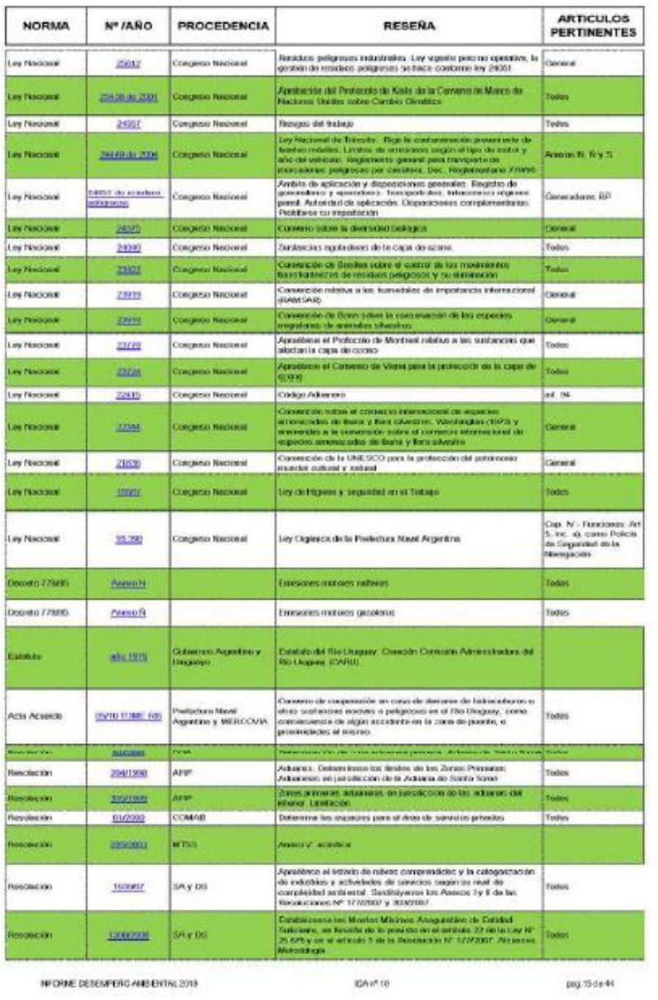 NORMA Nº /AÑO PROCEDENCIA RESEÑA ARTICULOS PERTINENTES
Ley Nacional 25612 Congreso Nacional Residuos peligrosos industriales. Ley vigente pero no operativa, la
gestión de residuos peligrosos se hace conforme ley 24051 General
Ley Nacional 25438 de 2001 Congreso Nacional Aprobación del Protocolo de Kioto de la Convención Marco de
Naciones Unidas sobre Cambio Climático Todos
Ley Nacional 24557 Congreso Nacional Riesgos del trabajo Todos
Ley Nacional 24449 de Congreso Nacional Ley Nacional de Tránsito. Rige la contaminación proveniente de
fuentes móviles. Límites de emisiones según el tipo de motor y
año del vehículo. Reglamento general para transporte de
mercaderías peligrosas por carretera. Dec. Reglamentario 779/95 Anexos N, Ñ y S
Ley Nacional 24051 de residuos
peligrosos Congreso Nacional Ambito de aplicación y disposiciones generales. Registro de
generadores y operadores. Transportistas. Infracciones régimen
penal. Autoridad de aplicación. Disposiciones complementarias.
Prohíbese su importación Generadores RP
Ley Nacional 24375 Congreso Nacional Convenio sobre la diversidad biológica General
Ley Nacional 24040 Congreso Nacional Sustancias agotadoras de la capa de ozono. Todos
Ley Nacional 23922 Congreso Nacional Convención de Basilea sobre el control de los movimientos
transfronterizos de residuos peligrosos y su eliminación Todos
Ley Nacional 23919 Congreso Nacional Convención relativa a los humedales de importancia internacional
(RAMSAR) General
Ley Nacional 23918 Congreso Nacional Convención de Bonn sobre la conservación de las especies
migratorias de animales silvestres General
Ley Nacional 23778 Congreso Nacional Apruébase el Protocolo de Montreal relativo a las sustancias que
afectan la capa de ozono Todos
Ley Nacional 23724 Congreso Nacional Apruébase el Convenio de Viena para la protección de la capa de
ozono Todos
Ley Nacional 22415 Congreso Nacional Código Aduanero art. 94
Ley Nacional 22344 Congreso Nacional Convención sobre el comercio internacional de especies
amenazadas de fauna y flora silvestres, Washington (1973) y
enmiendas a la convención sobre el comercio internacional de
especies amenazadas de fauna y flora silvestre General
Ley Nacional 21836 Congreso Nacional Convención de la UNESCO para la protección del patrimonio
mundial cultural y natural General
Ley Nacional 19587 Congreso Nacional Ley de Higiene y seguridad en el Trabajo Todos
Ley Nacional Congreso Nacional Ley Orgánica de la Prefectura Naval Argentina Cap. IV - Funciones: Art
5, inc. a), como Policía
de Seguridad de la
Navegación
Decreto 779/95 Anexo N Emisiones motores nafteros Todos
Decreto 779/95 Anexo Ñ Emisiones motores gasoleros Todos
Estatuto año 1975 Gobiernos Argentino y
Uruguayo Estatuto del Río Uruguay. Creación Comisión Administradora del
Río Uruguay (CARU)
Acta Acuerdo Prefectura Naval
Argentina y MERCOVIA Convenio de cooperación en caso de derrame de hidrocarburos u
otras sustancias nocivas o peligrosas en el Río Uruguay, como
consecuencia de algún accidente en la zona de puente, o
proximidades al mismo. Todos
Resolución Determinación de zona aduanera primaria. Aduana de Santo Tomé Todos
Resolución 204/1998 AFIP Aduanas. Determínase los límites de las Zonas Primarias
Aduaneras en jurisdicción de la Aduana de Santo Tomé Todos
Resolución AFIP Zonas primarias aduaneras en jurisdicción de las aduanas del
interior. Limitación Todos
Resolución 01/2000 COMAB Determina los espacios para el área de servicios privados Todos
Resolución 295/2003 MTSS Anexo V: acústica
Resolución 1639/07 SA y DS Apruébase el listado de rubros comprendidos y la categorización
de industrias y actividades de servicios según su nivel de
complejidad ambiental. Sustitúyense los Anexos I y II de las
Resoluciones Nº 177/2007 y 303/2007. Todos
Resolución 1398/2008 SA y DS Establécense los Montos Mínimos Asegurables de Entidad
Suficiente, en función de lo previsto en el artículo 22 de la Ley Nº
25.675 y en el artículo 3 de la Resolución Nº 177/2007. Alcances.
Metodología. Todos
INFORME DESEMPEÑO AMBIENTAL 2019 IDA nº 10 pag. 15 de 44